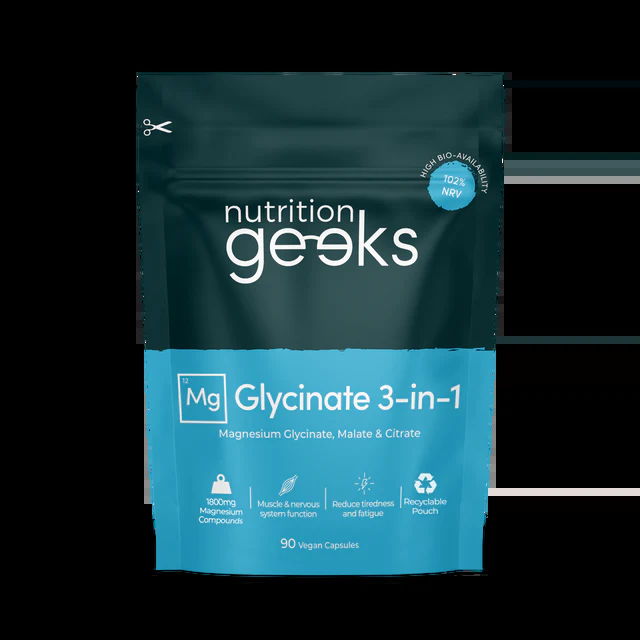 HIGH BIO-AVAILABILITY
102%
NRV
nutrition
geeks
12
Mg
Glycinate 3-in-1
Magnesium Glycinate, Malate & Citrate
1800mg
Magnesium
Compounds
Muscle & nervous
system function
Reduce tiredness
and fatigue
Recyclable
Pouch
90 Vegan Capsules